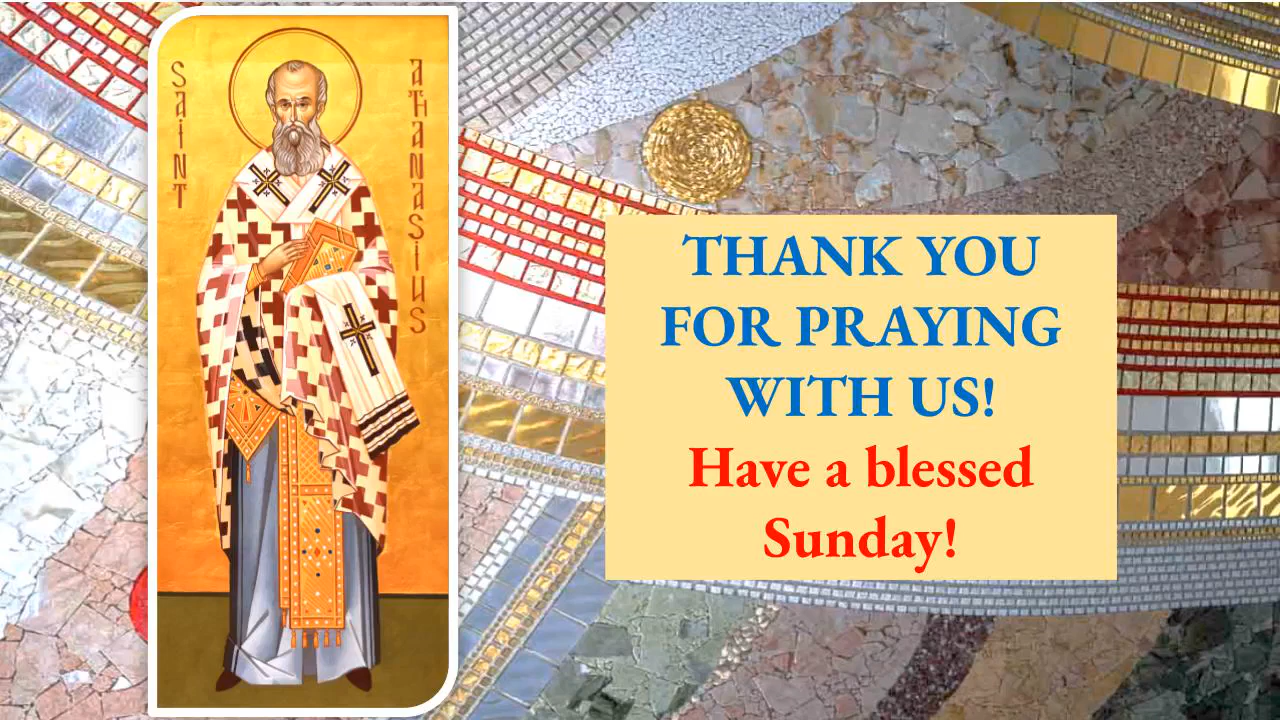 SAINT
ATHANASIUS
THANK YOU
FOR PRAYING
WITH US!
Have a blessed
Sunday!